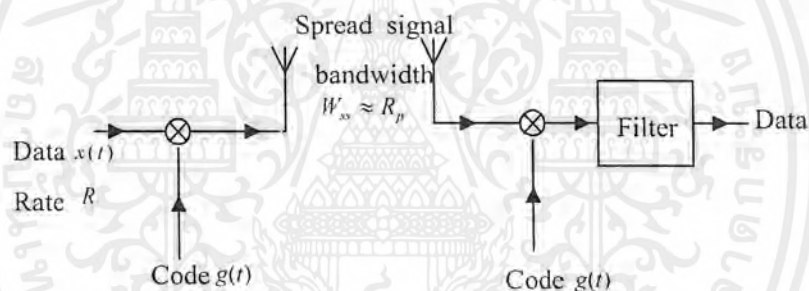 Spread signal
bandwidth
W_ss ≈ R_p
Data x(t)
Rate R
Code g(t)
Code g(t)
Filter
Data